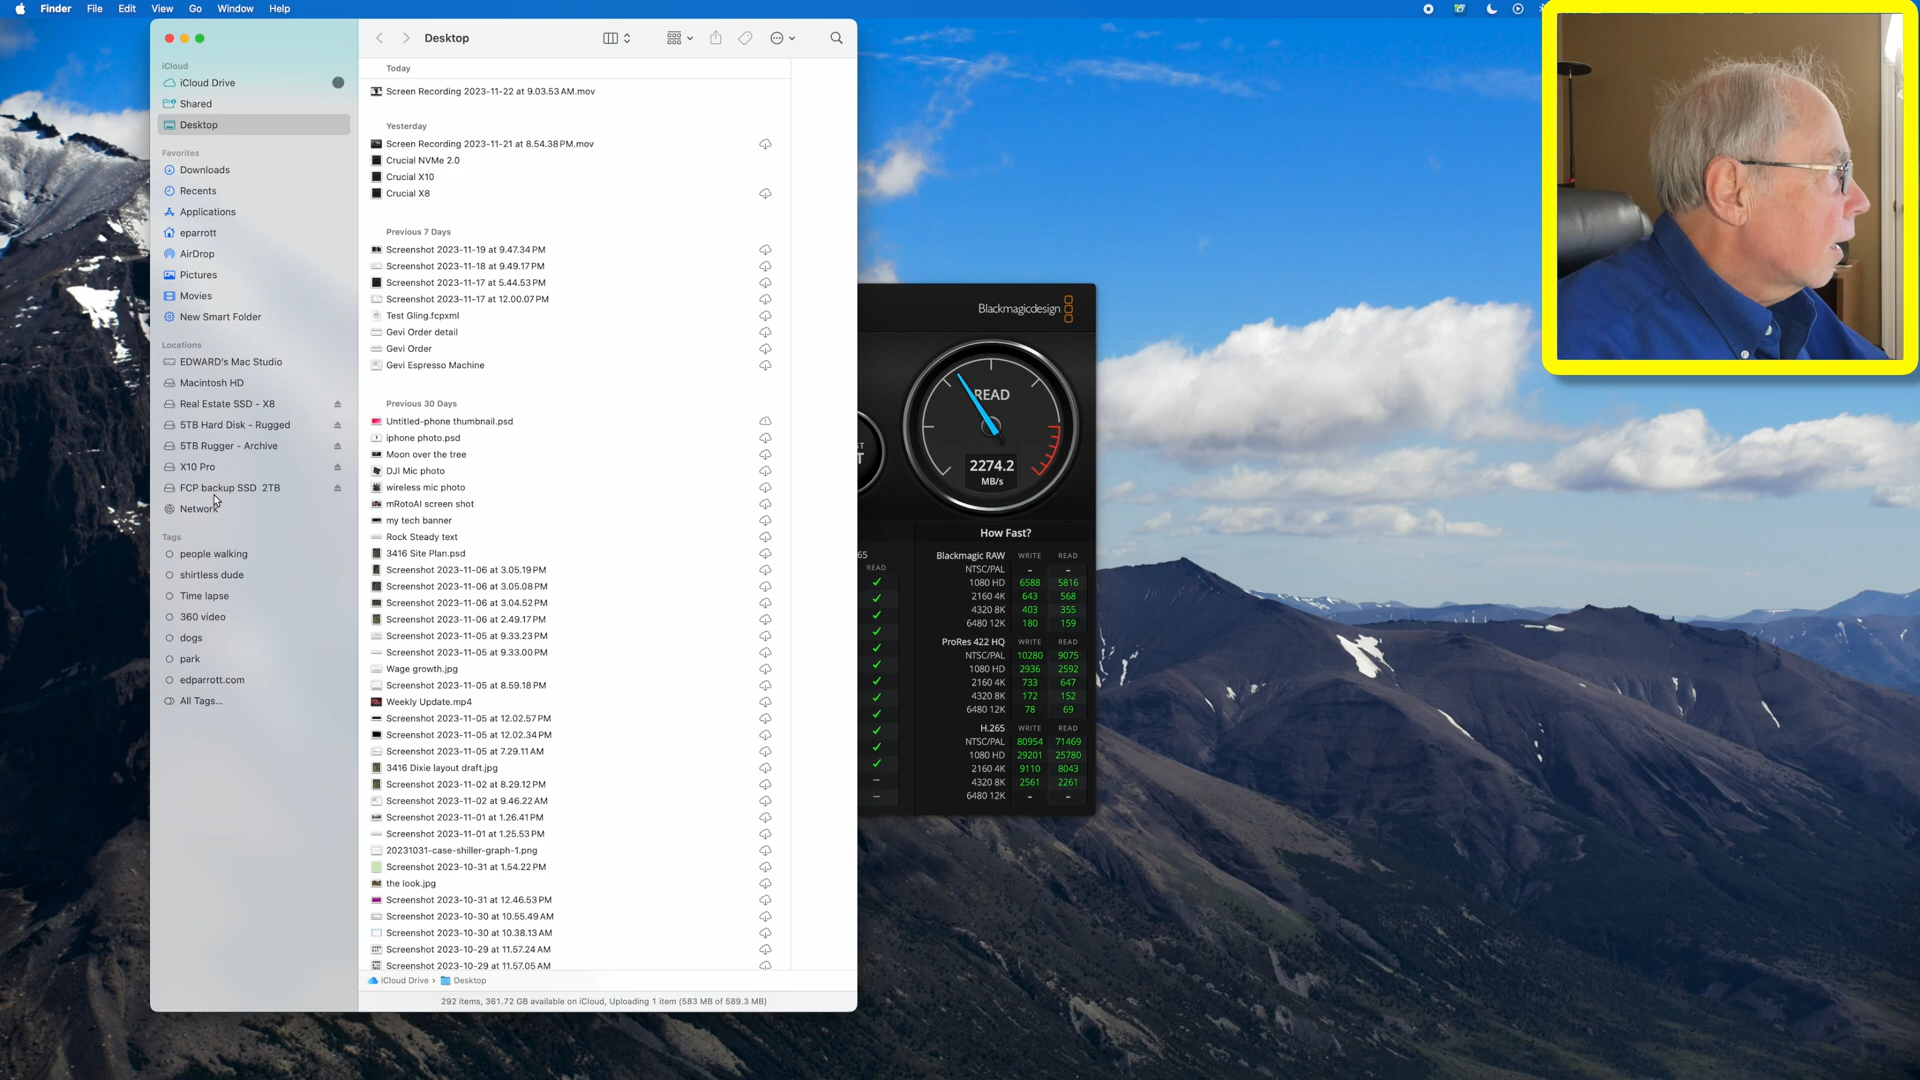 Finder File Edit View Go Window Help
Desktop
iCloud
iCloud Drive
Shared
Desktop
Favorites
Downloads
Recents
Applications
eparrott
AirDrop
Pictures
Movies
New Smart Folder
Locations
EDWARD's Mac Studio
Macintosh HD
Real Estate SSD - X8
5TB Hard Disk - Rugged
5TB Rugger - Archive
X10 Pro
FCP backup SSD 2TB
Network
Tags
people walking
shirtless dude
Time lapse
360 video
dogs
park
edparrott.com
All Tags...
Today
Screen Recording 2023-11-22 at 9.03.53 AM.mov
Yesterday
Screen Recording 2023-11-21 at 8.54.38 PM.mov
Crucial NVMe 2.0
Crucial X10
Crucial X8
Previous 7 Days
Screenshot 2023-11-19 at 9.47.34 PM
Screenshot 2023-11-18 at 9.49.17 PM
Screenshot 2023-11-17 at 5.44.53 PM
Screenshot 2023-11-17 at 12.00.07 PM
Test Gling.fcpxml
Gevi Order detail
Gevi Order
Gevi Espresso Machine
Previous 30 Days
Untitled-phone thumbnail.psd
iphone photo.psd
Moon over the tree
DJI Mic photo
wireless mic photo
mRotoAI screen shot
my tech banner
Rock Steady text
3416 Site Plan.psd
Screenshot 2023-11-06 at 3.05.19 PM
Screenshot 2023-11-06 at 3.05.08 PM
Screenshot 2023-11-06 at 3.04.52 PM
Screenshot 2023-11-06 at 2.49.17 PM
Screenshot 2023-11-05 at 9.33.23 PM
Screenshot 2023-11-05 at 9.33.00 PM
Wage growth.jpg
Screenshot 2023-11-05 at 8.59.18 PM
Weekly Update.mp4
Screenshot 2023-11-05 at 12.02.57 PM
Screenshot 2023-11-05 at 12.02.34 PM
Screenshot 2023-11-05 at 7.29.11 AM
3416 Dixie layout draft.jpg
Screenshot 2023-11-02 at 8.29.12 PM
Screenshot 2023-11-02 at 9.46.22 AM
Screenshot 2023-11-01 at 1.26.41 PM
Screenshot 2023-11-01 at 1.25.53 PM
20231031-case-shiller-graph-1.png
Screenshot 2023-10-31 at 1.54.22 PM
the look.jpg
Screenshot 2023-10-31 at 12.46.53 PM
Screenshot 2023-10-30 at 10.55.49 AM
Screenshot 2023-10-30 at 10.38.13 AM
Screenshot 2023-10-29 at 11.57.24 AM
Screenshot 2023-10-29 at 11.57.05 AM
iCloud Drive › Desktop
292 items, 361.72 GB available on iCloud, Uploading 1 item (583 MB of 589.3 MB)
Blackmagicdesign
READ
2274.2
MB/s
How Fast?
65
READ
Blackmagic RAW WRITE READ
NTSC/PAL - -
1080 HD 6588 5816
2160 4K 643 568
4320 8K 403 355
6480 12K 180 159
ProRes 422 HQ WRITE READ
NTSC/PAL 10280 9075
1080 HD 2936 2592
2160 4K 733 647
4320 8K 172 152
6480 12K 78 69
H.265 WRITE READ
NTSC/PAL 80954 71469
1080 HD 29201 25780
2160 4K 9110 8043
4320 8K 2561 2261
6480 12K - -